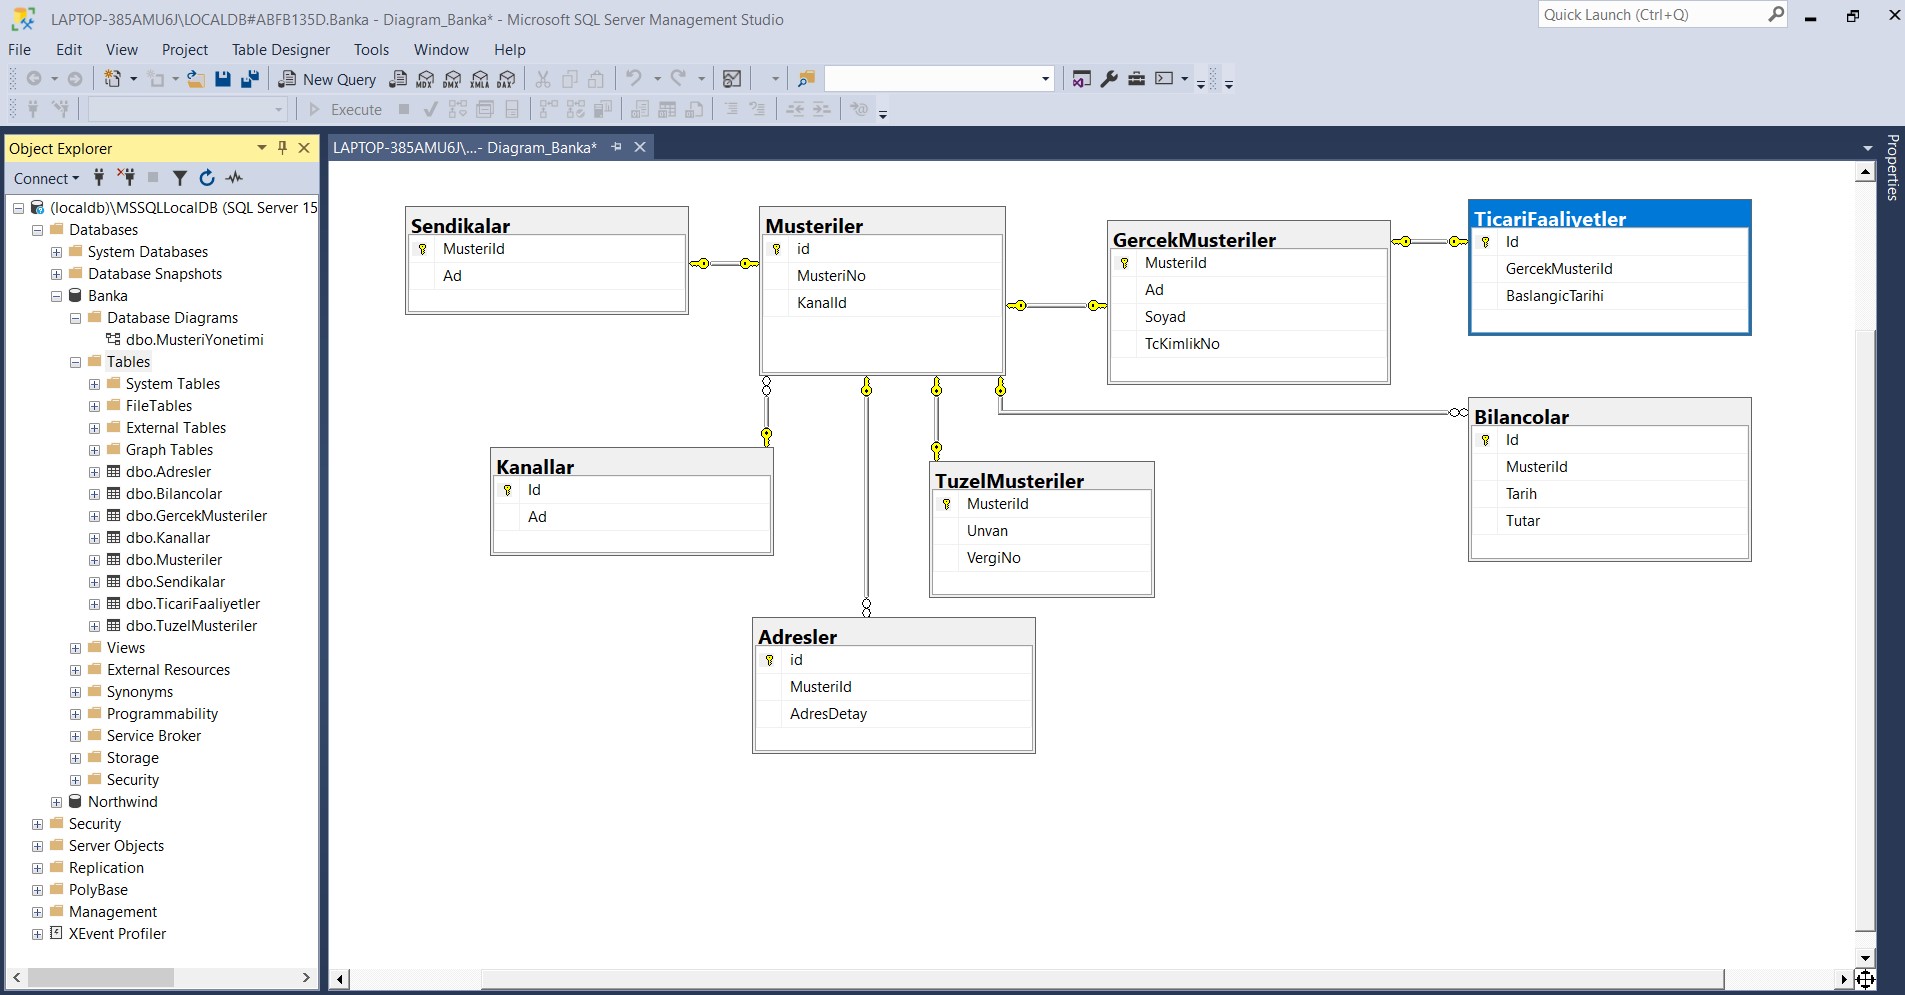 LAPTOP-385AMU6J\LOCALDB#ABFB135D.Banka - Diagram_Banka* - Microsoft SQL Server Management Studio
Quick Launch (Ctrl+Q)
File Edit View Project Table Designer Tools Window Help
New Query MDX DMX XMLA DAX
Execute
Object Explorer
Connect
(localdb)\MSSQLLocalDB (SQL Server 15
Databases
System Databases
Database Snapshots
Banka
Database Diagrams
dbo.MusteriYonetimi
Tables
System Tables
FileTables
External Tables
Graph Tables
dbo.Adresler
dbo.Bilancolar
dbo.GercekMusteriler
dbo.Kanallar
dbo.Musteriler
dbo.Sendikalar
dbo.TicariFaaliyetler
dbo.TuzelMusteriler
Views
External Resources
Synonyms
Programmability
Service Broker
Storage
Security
Northwind
Security
Server Objects
Replication
PolyBase
Management
XEvent Profiler
LAPTOP-385AMU6J\...- Diagram_Banka*
Sendikalar
MusteriId
Ad
Musteriler
id
MusteriNo
KanalId
GercekMusteriler
MusteriId
Ad
Soyad
TcKimlikNo
TicariFaaliyetler
Id
GercekMusteriId
BaslangicTarihi
Kanallar
Id
Ad
TuzelMusteriler
MusteriId
Unvan
VergiNo
Bilancolar
Id
MusteriId
Tarih
Tutar
Adresler
id
MusteriId
AdresDetay
Properties